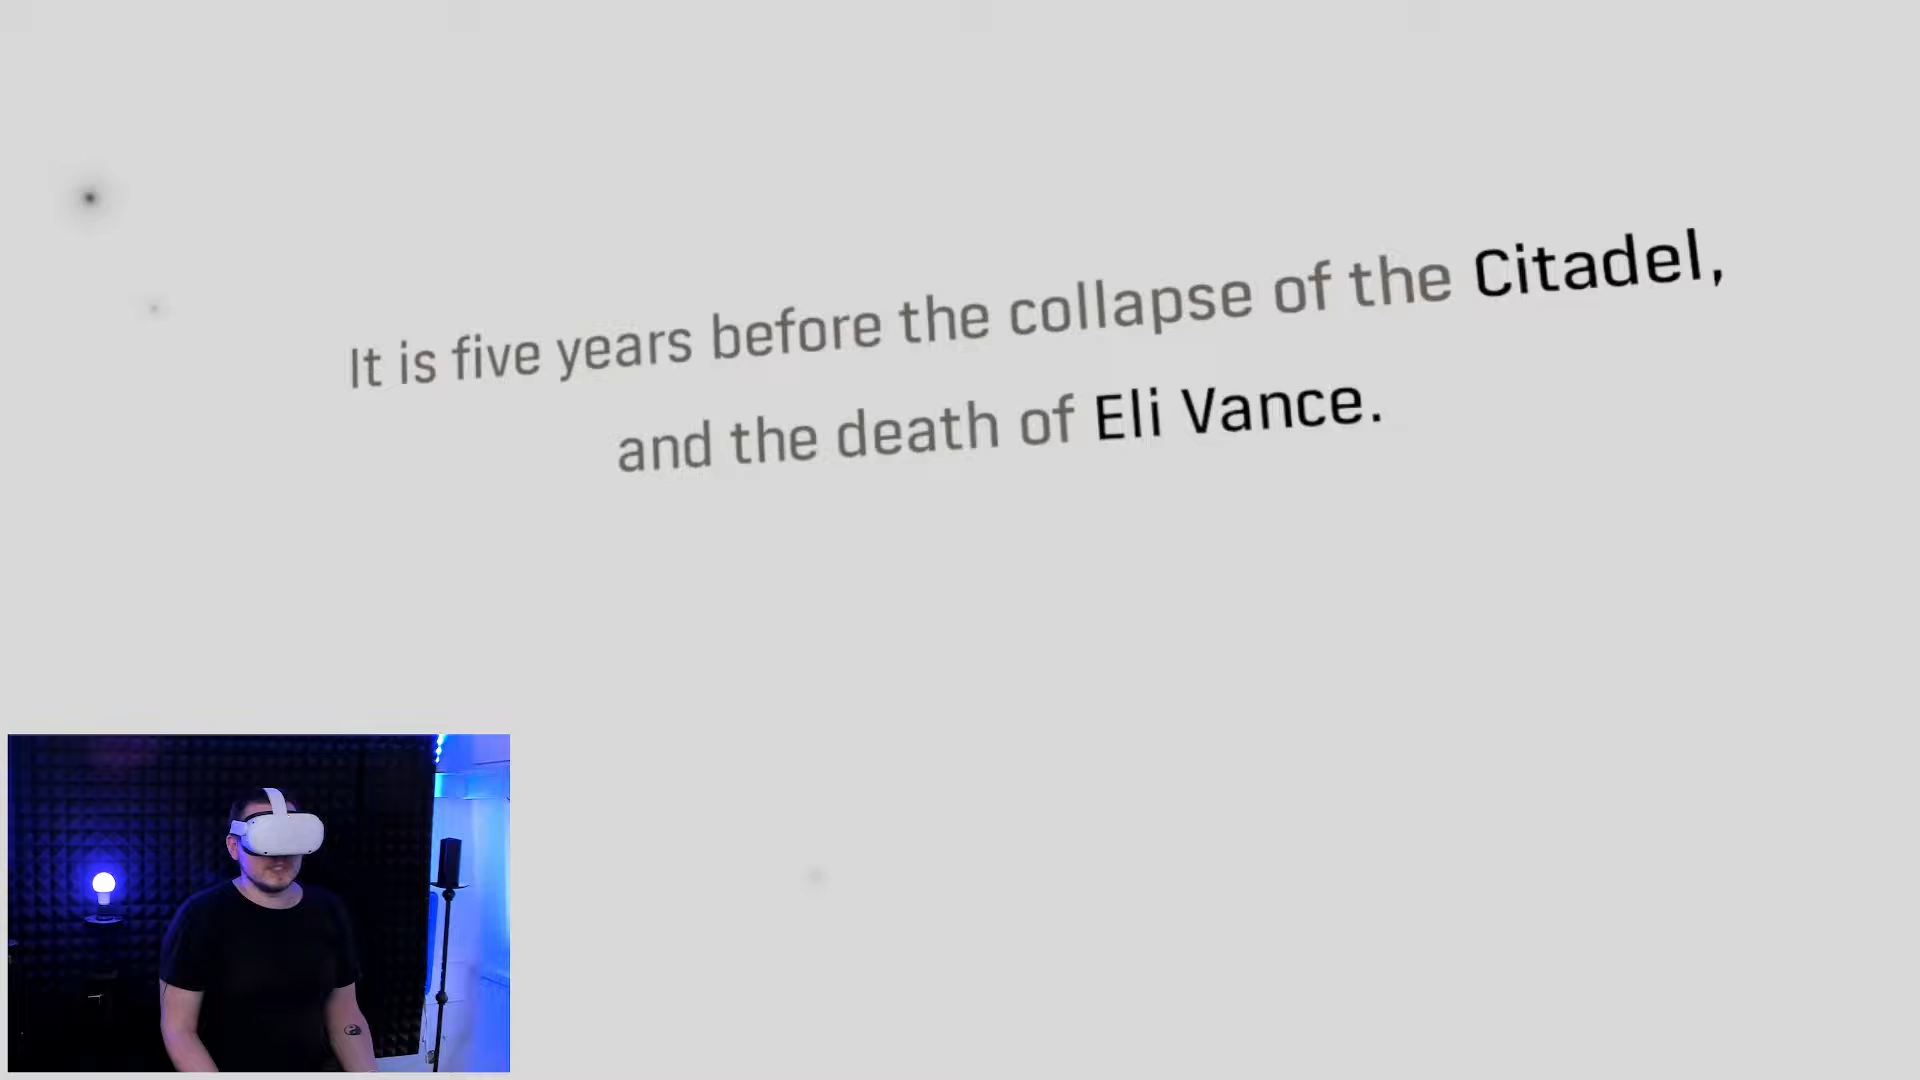 It is five years before the collapse of the Citadel,
and the death of Eli Vance.